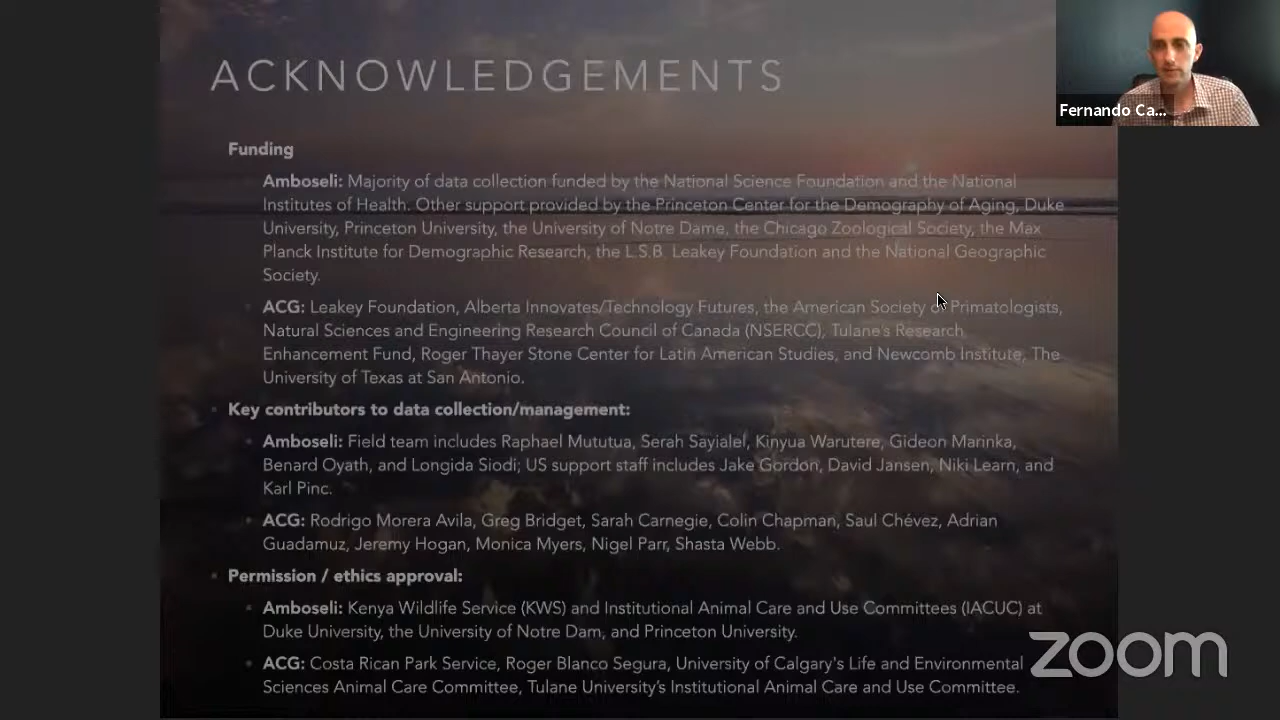 ACKNOWLEDGEMENTS
Fernando Ca...
Funding
Amboseli: Majority of data collection funded by the National Science Foundation and the National
Institutes of Health. Other support provided by the Princeton Center for the Demography of Aging, Duke
University, Princeton University, the University of Notre Dame, the Chicago Zoological Society, the Max
Planck Institute for Demographic Research, the L.S.B. Leakey Foundation and the National Geographic
Society.
ACG: Leakey Foundation, Alberta Innovates/Technology Futures, the American Society of Primatologists,
Natural Sciences and Engineering Research Council of Canada (NSERCC), Tulane's Research
Enhancement Fund, Roger Thayer Stone Center for Latin American Studies, and Newcomb Institute, The
University of Texas at San Antonio.
Key contributors to data collection/management:
Amboseli: Field team includes Raphael Mututua, Serah Sayialel, Kinyua Warutere, Gideon Marinka,
Benard Oyath, and Longida Siodi; US support staff includes Jake Gordon, David Jansen, Niki Learn, and
Karl Pinc.
ACG: Rodrigo Morera Avila, Greg Bridget, Sarah Carnegie, Colin Chapman, Saul Chévez, Adrian
Guadamuz, Jeremy Hogan, Monica Myers, Nigel Parr, Shasta Webb.
Permission / ethics approval:
Amboseli: Kenya Wildlife Service (KWS) and Institutional Animal Care and Use Committees (IACUC) at
Duke University, the University of Notre Dam, and Princeton University.
ACG: Costa Rican Park Service, Roger Blanco Segura, University of Calgary's Life and Environmental
Sciences Animal Care Committee, Tulane University's Institutional Animal Care and Use Committee.
zoom